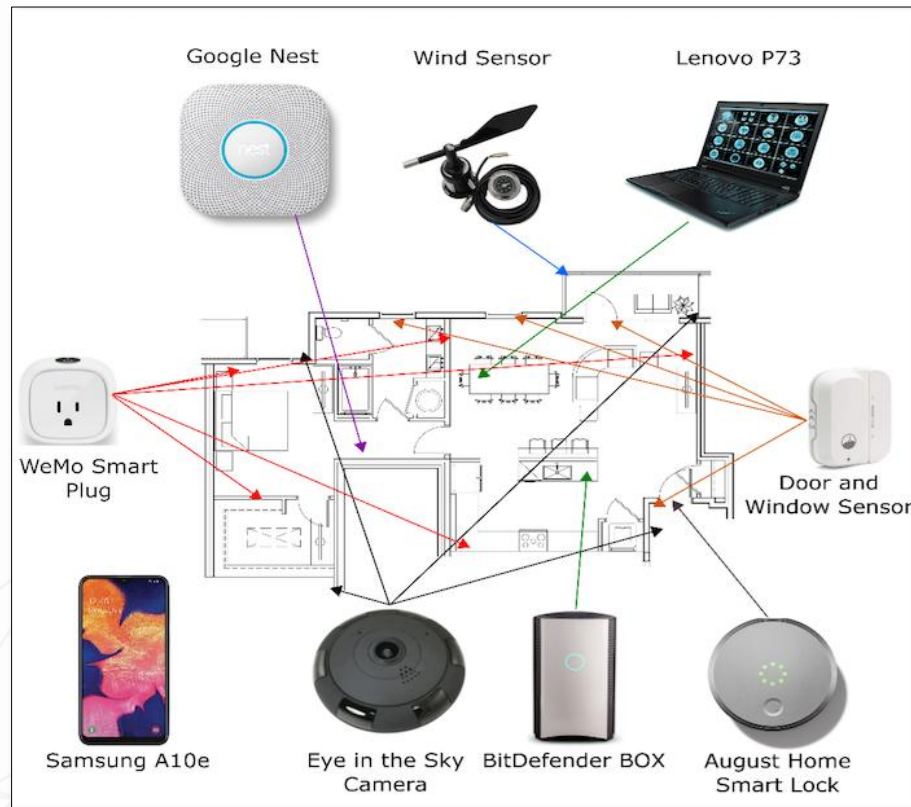 Google Nest
Wind Sensor
Lenovo P73
nest
WeMo Smart
Plug
Door and
Window Sensor
Samsung A10e
Eye in the Sky
Camera
BitDefender BOX
August Home
Smart Lock